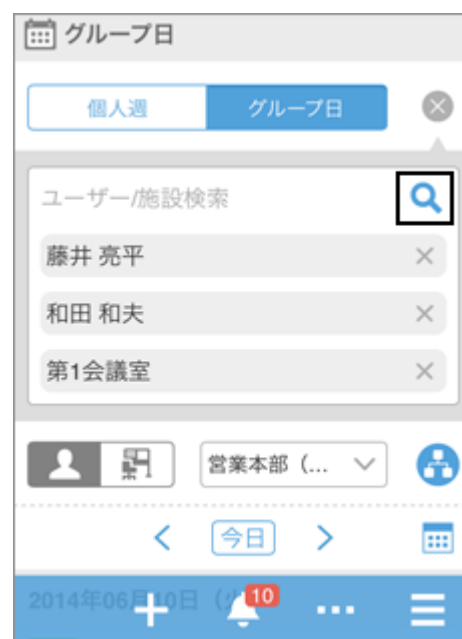 グループ日
個人週 グループ日
ユーザー/施設検索
藤井 亮平
和田 和夫
第1会議室
営業本部（...
今日
2014年06月10日（火
10